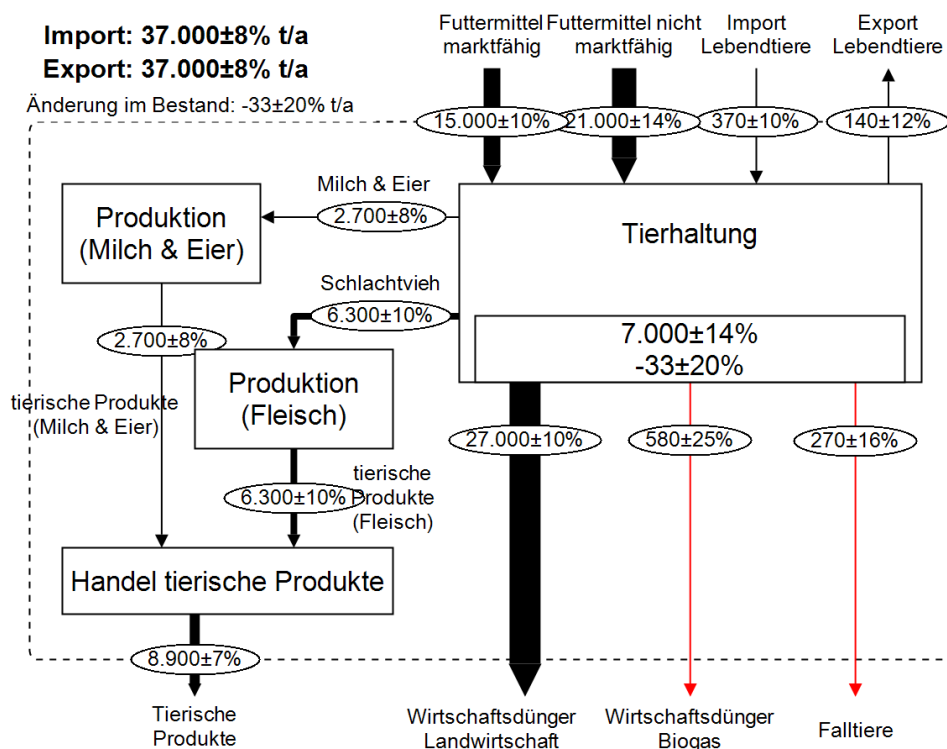 Import: 37.000±8% t/a
Export: 37.000±8% t/a
Änderung im Bestand: -33±20% t/a
Futtermittel
marktfähig
Futtermittel nicht
marktfähig
Import
Lebendtiere
Export
Lebendtiere
15.000±10%
21.000±14%
370±10%
140±12%
Milch & Eier
2.700±8%
Produktion
(Milch & Eier)
Tierhaltung
Schlachtvieh
6.300±10%
7.000±14%
-33±20%
2.700±8%
Produktion
(Fleisch)
tierische Produkte
(Milch & Eier)
27.000±10%
580±25%
270±16%
tierische
Produkte
(Fleisch)
6.300±10%
Handel tierische Produkte
8.900±7%
Tierische
Produkte
Wirtschaftsdünger
Landwirtschaft
Wirtschaftsdünger
Biogas
Falltiere